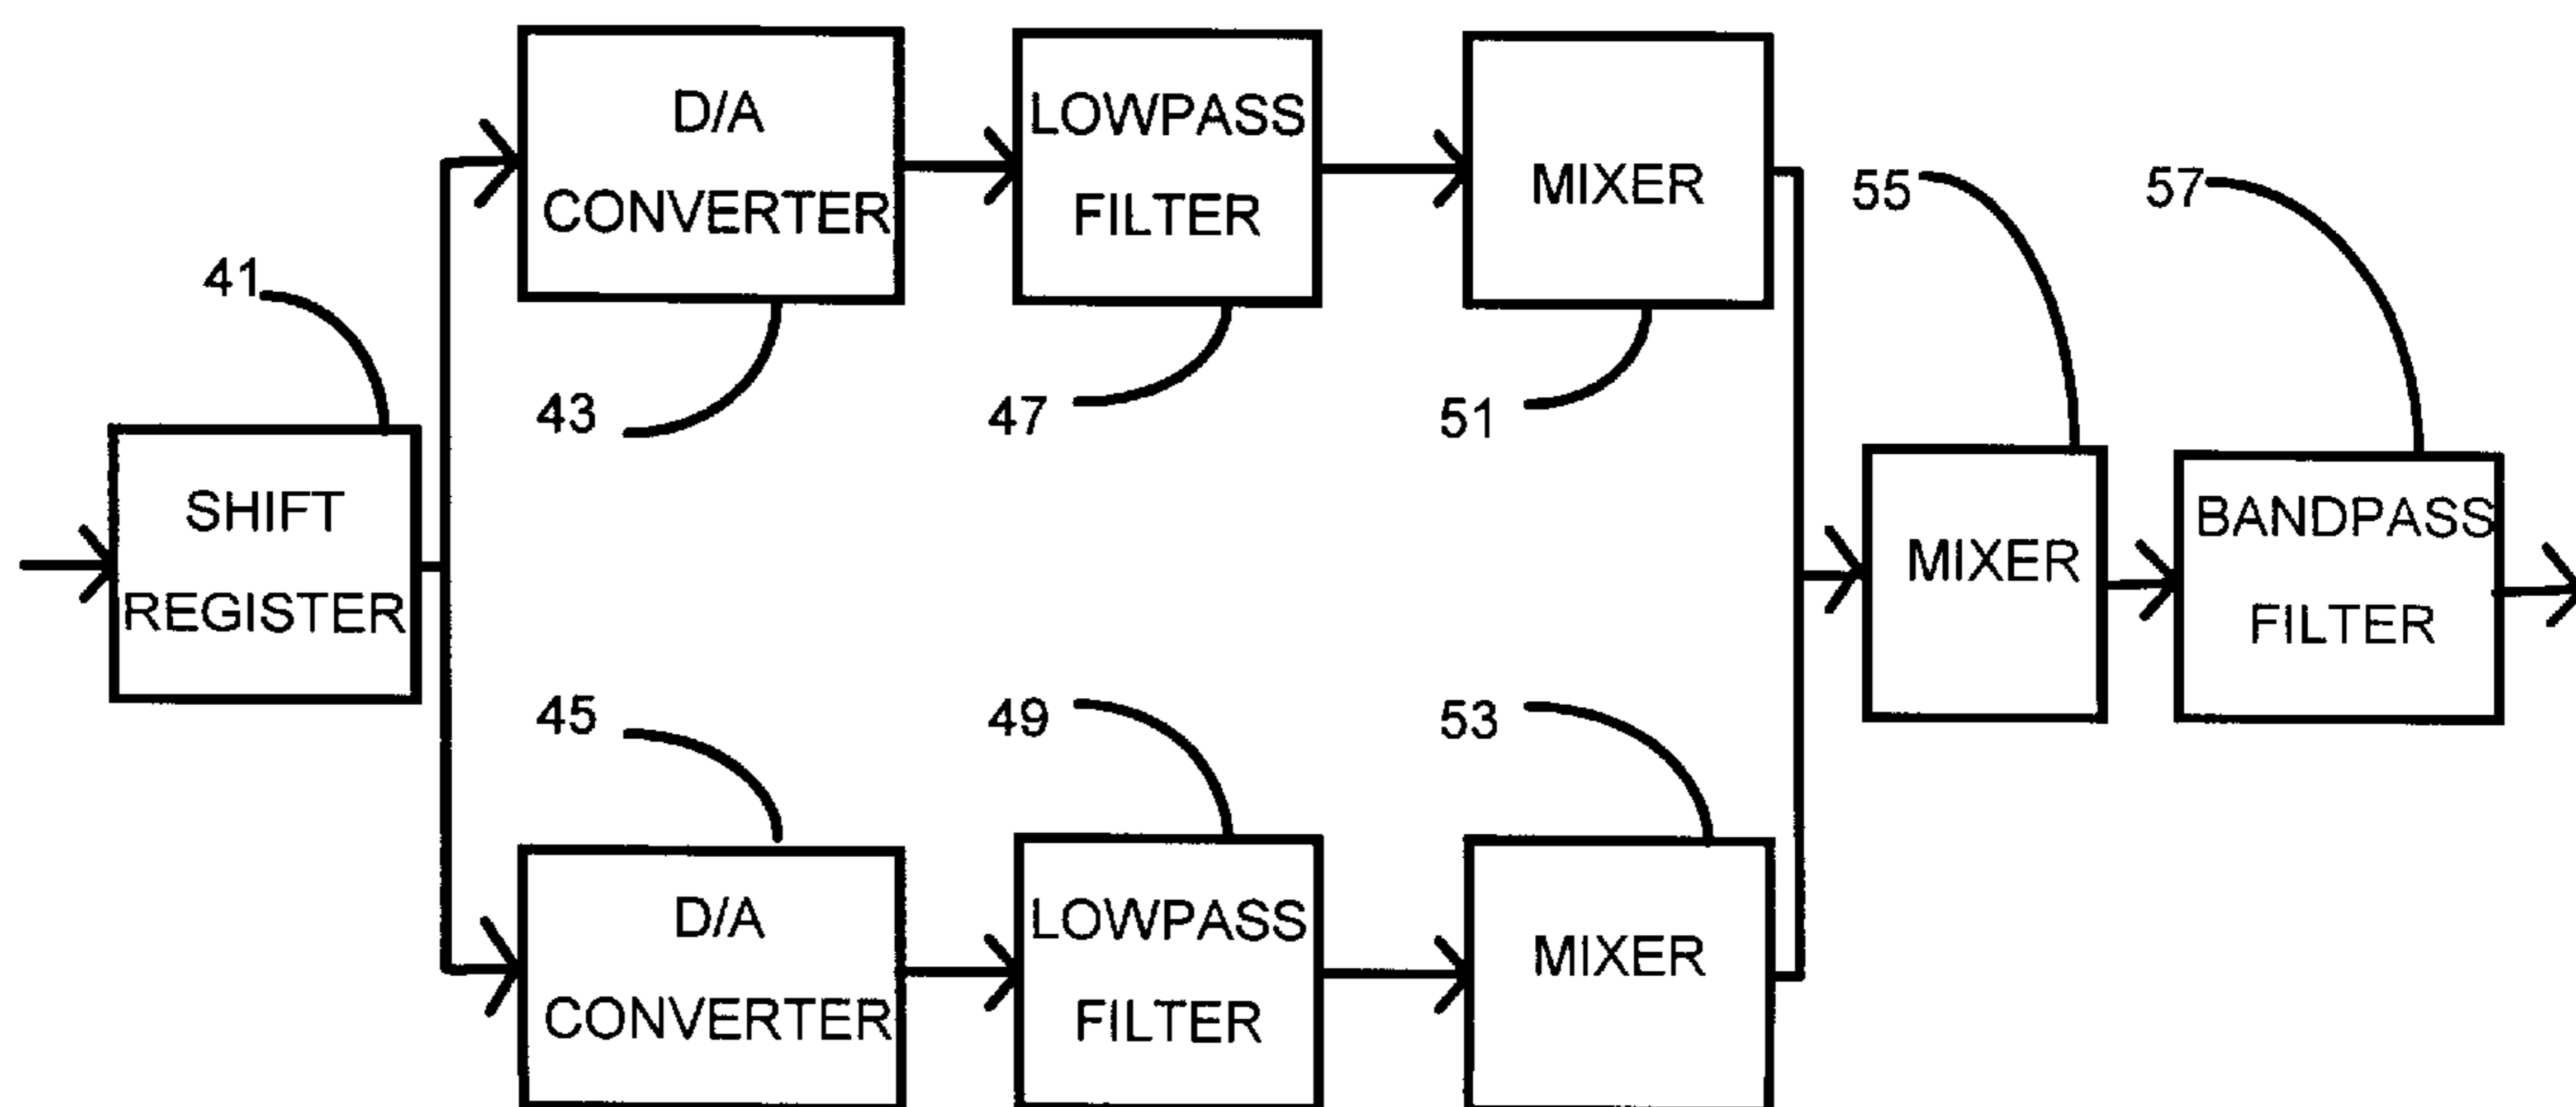 D/A
CONVERTER
LOWPASS
FILTER
MIXER
55
57
41
43
47
51
SHIFT
REGISTER
MIXER
BANDPASS
FILTER
45
49
53
D/A
CONVERTER
LOWPASS
FILTER
MIXER